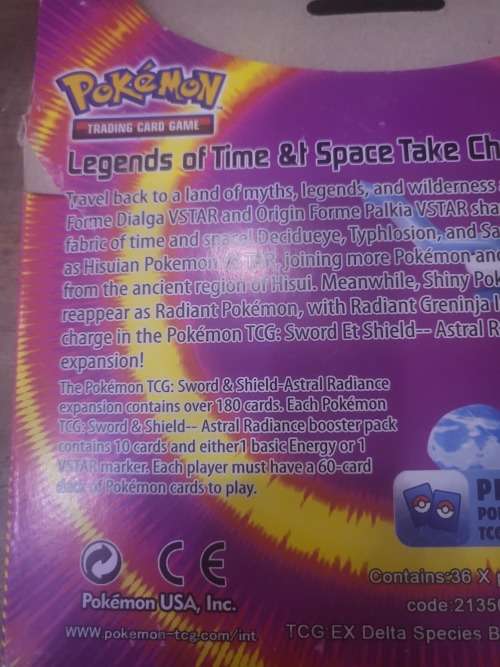 POKéMON
TRADING CARD GAME
Legends of Time &t Space Take Ch
Travel back to a land of myths, legends, and wilderness
Forme Dialga VSTAR and Origin Forme Palkia VSTAR sha
fabric of time and space! Decidueye, Typhlosion, and Sa
as Hisuian Pokemon VSTAR, joining more Pokémon and
from the ancient region of Hisui. Meanwhile, Shiny Pok
reappear as Radiant Pokémon, with Radiant Greninja l
charge in the Pokémon TCG: Sword Et Shield-- Astral R
expansion!
The Pokémon TCG: Sword & Shield-Astral Radiance
expansion contains over 180 cards. Each Pokémon
TCG: Sword & Shield-- Astral Radiance booster pack
contains 10 cards and either1 basicEnergy or 1
VSTAR marker. Each player must have a 60-card
deck of Pokémon cards to play.
PO
TCG
CE
Contains:36 X
Pokémon USA, Inc.
code:2135
www.pokemon-tcg.com/int
TCG EX Delta Species B